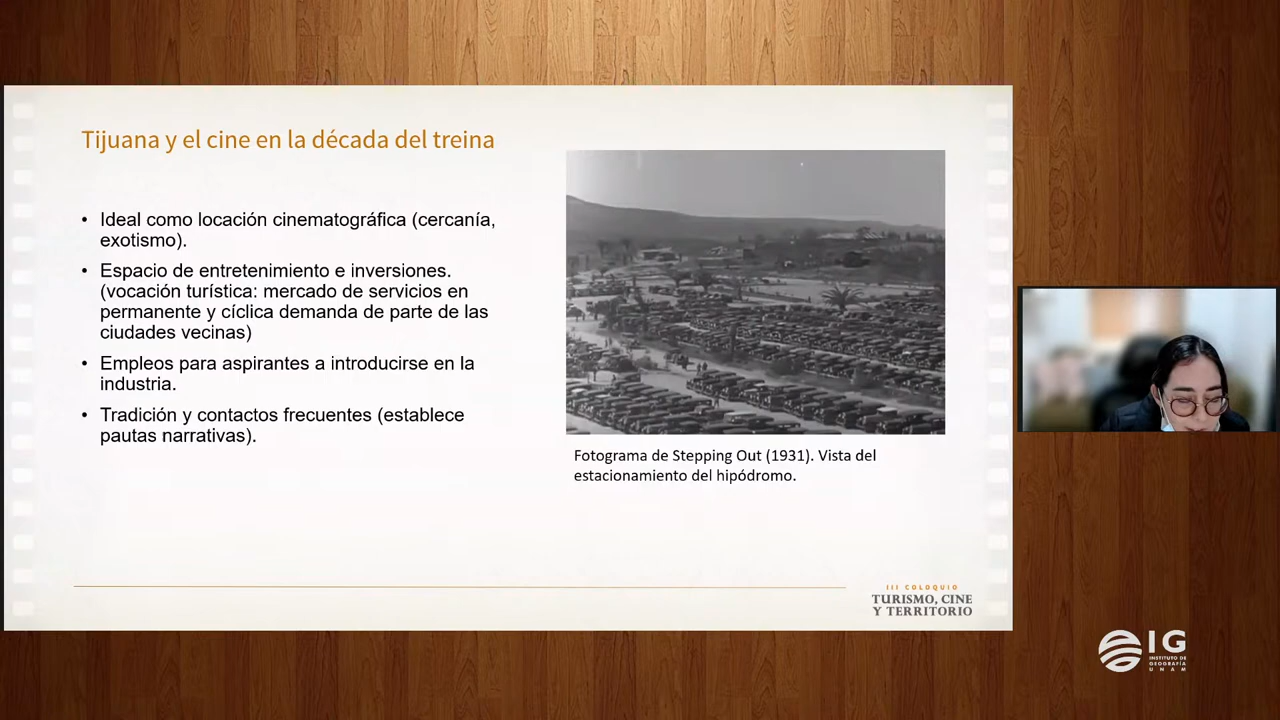 Tijuana y el cine en la década del treina
• Ideal como locación cinematográfica (cercanía,
exotismo).
• Espacio de entretenimiento e inversiones.
(vocación turística: mercado de servicios en
permanente y cíclica demanda de parte de las
ciudades vecinas)
• Empleos para aspirantes a introducirse en la
industria.
• Tradición y contactos frecuentes (establece
pautas narrativas).
Fotograma de Stepping Out (1931). Vista del
estacionamiento del hipódromo.
III COLOQUIO
TURISMO, CINE
Y TERRITORIO
IG
INSTITUTO DE
GEOGRAFÍA
UNAM